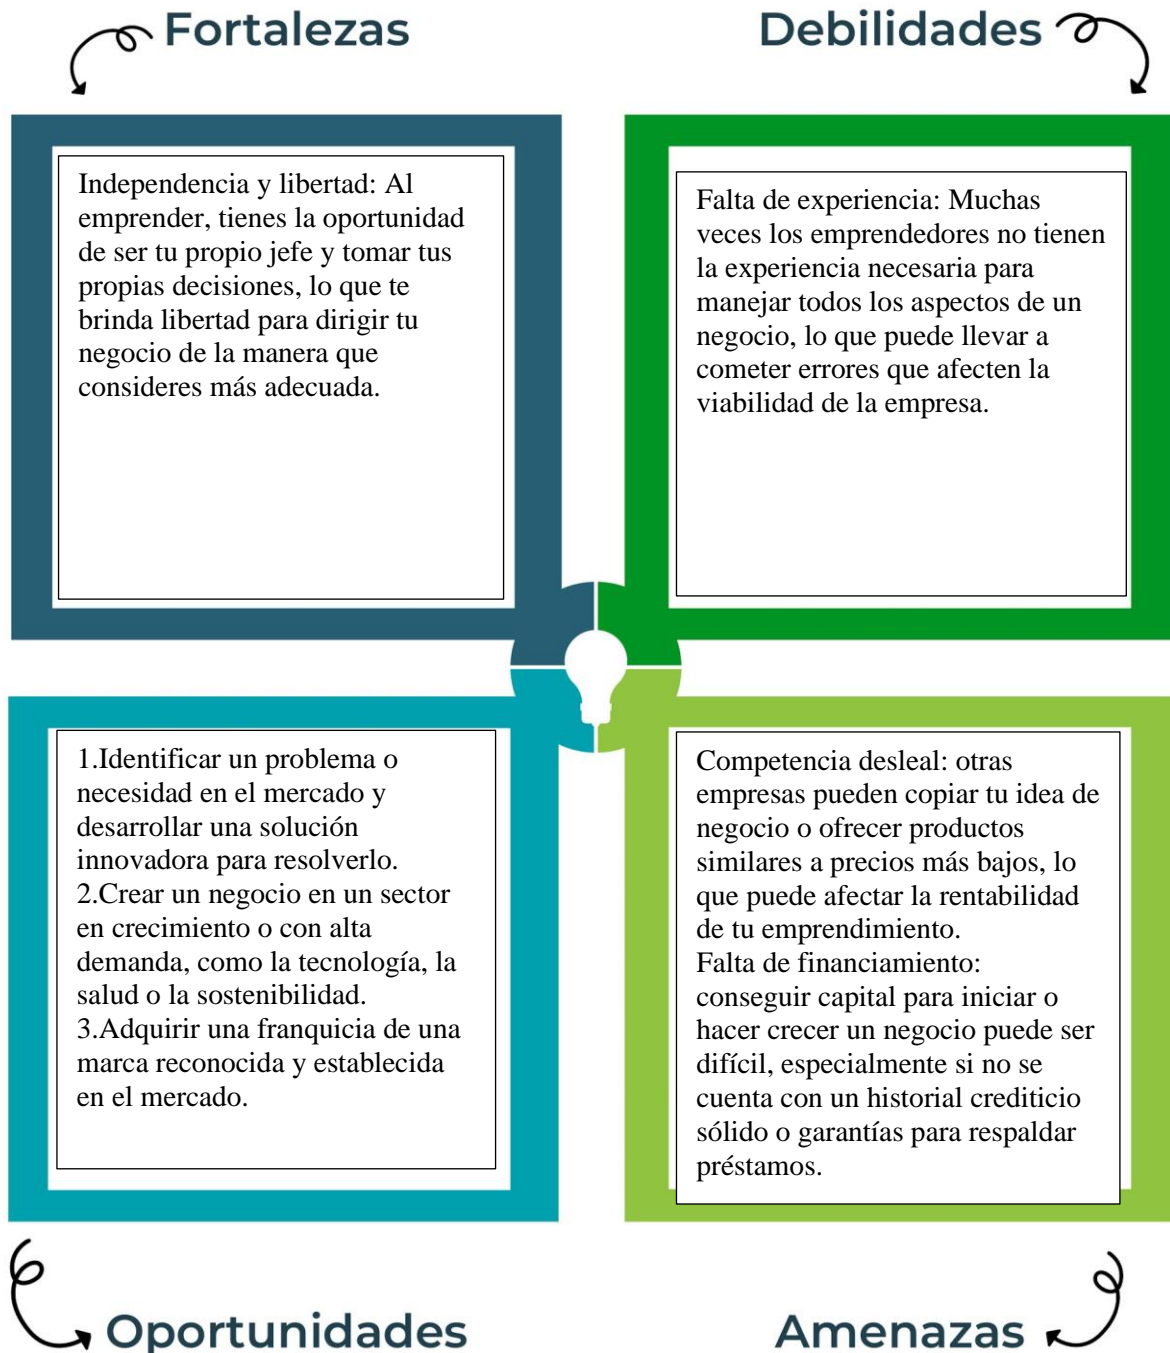 Fortalezas
Independencia y libertad: Al
emprender, tienes la oportunidad
de ser tu propio jefe y tomar tus
propias decisiones, lo que te
brinda libertad para dirigir tu
negocio de la manera que
consideres más adecuada.
Debilidades
Falta de experiencia: Muchas
veces los emprendedores no tienen
la experiencia necesaria para
manejar todos los aspectos de un
negocio, lo que puede llevar a
cometer errores que afecten la
viabilidad de la empresa.
1.Identificar un problema o
necesidad en el mercado y
desarrollar una solución
innovadora para resolverlo.
2.Crear un negocio en un sector
en crecimiento o con alta
demanda, como la tecnología, la
salud o la sostenibilidad.
3.Adquirir una franquicia de una
marca reconocida y establecida
en el mercado.
Oportunidades
Competencia desleal: otras
empresas pueden copiar tu idea de
negocio o ofrecer productos
similares a precios más bajos, lo
que puede afectar la rentabilidad
de tu emprendimiento.
Falta de financiamiento:
conseguir capital para iniciar o
hacer crecer un negocio puede ser
difícil, especialmente si no se
cuenta con un historial crediticio
sólido o garantías para respaldar
préstamos.
Amenazas